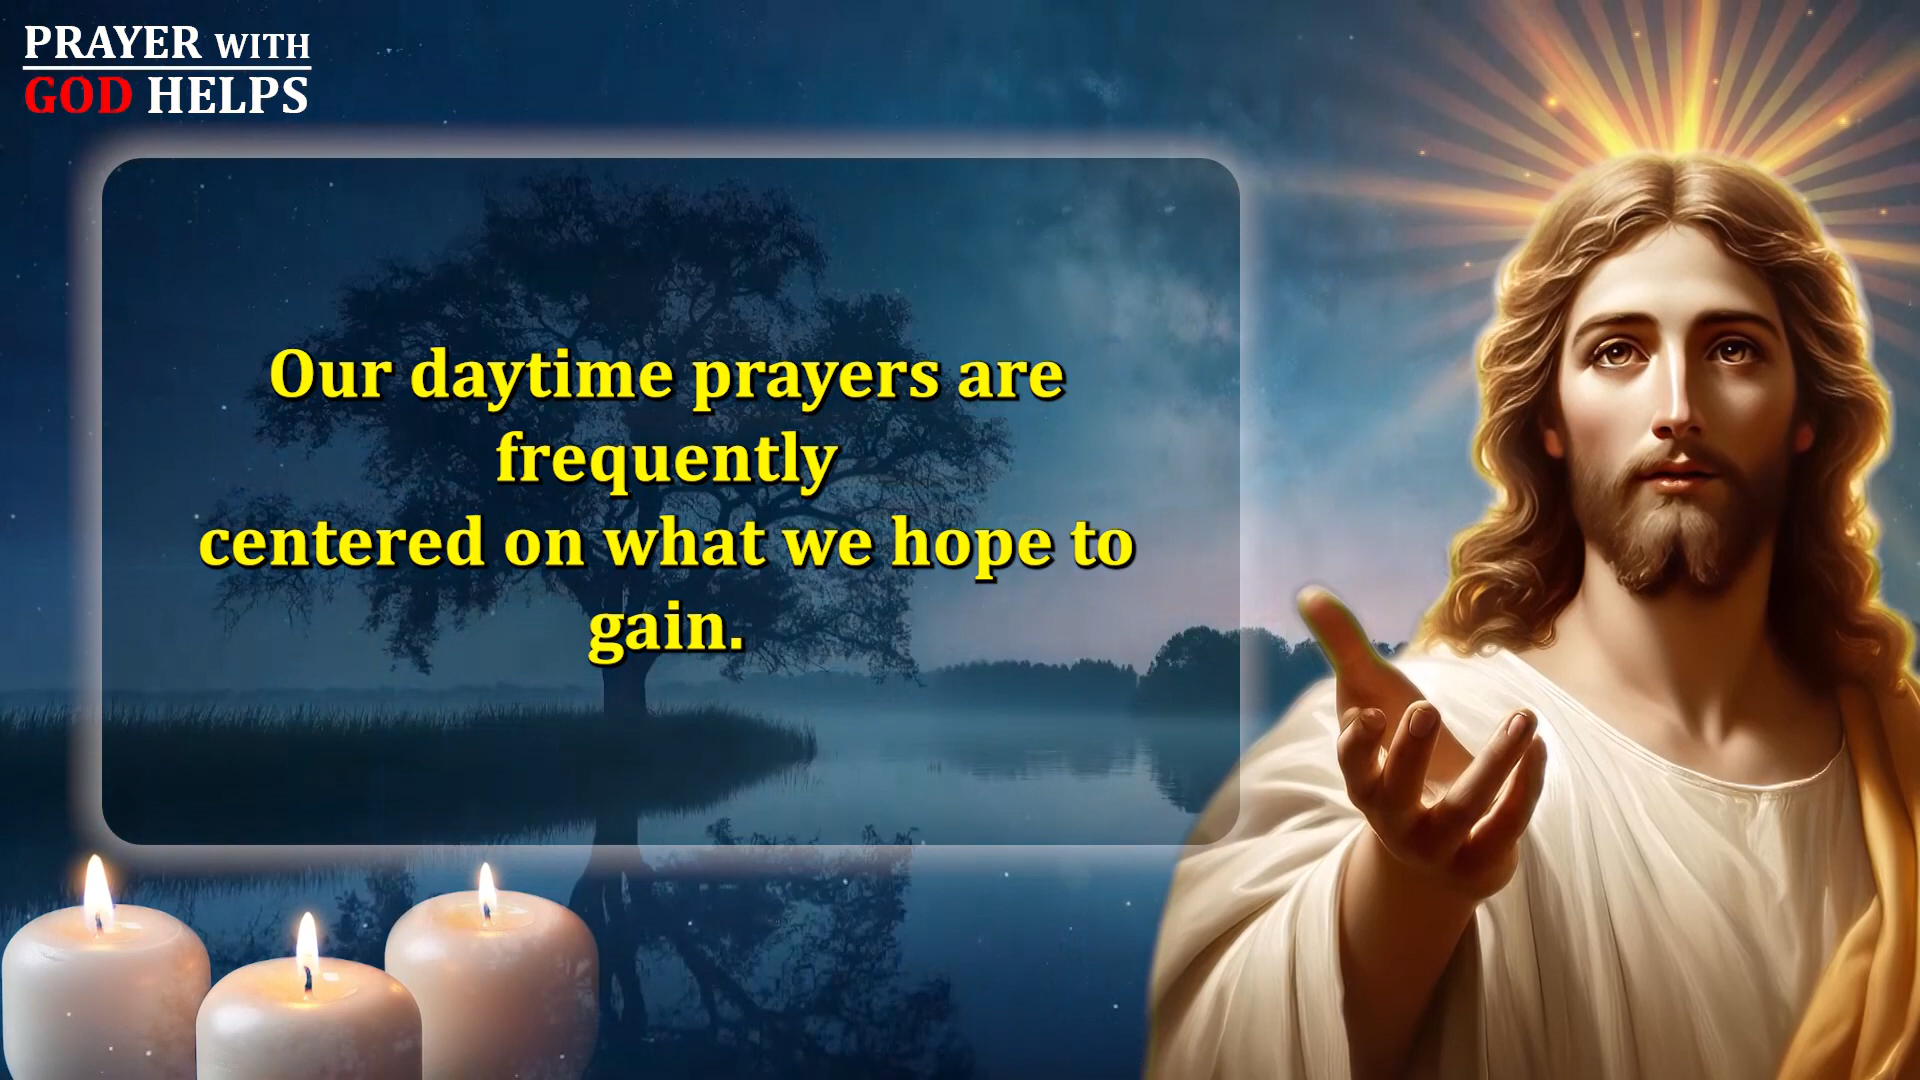 PRAYER WITH
GOD HELPS
Our daytime prayers are
frequently
centered on what we hope to
gain.